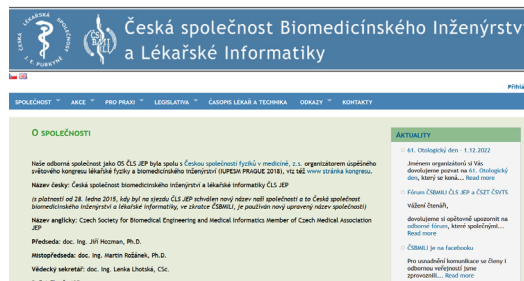 ČESKÁ LÉKAŘSKÁ SPOLEČNOST
J. E. PURKYNĚ
Česká společnost Biomedicínského Inženýrstv
a Lékařské Informatiky
Přihlá
SPOLEČNOST AKCE PRO PRAXI LEGISLATIVA ČASOPIS LÉKAŘ A TECHNIKA ODKAZY KONTAKTY
O SPOLEČNOSTI
Naše odborná společnost jako OS ČLS JEP byla spolu s Českou společností fyziků v medicíně, z.s. organizátorem úspěšného
světového kongresu lékařské fyziky a biomedicínského inženýrství (IUPESM PRAGUE 2018), viz též www stránka kongresu.
Název česky: Česká společnost biomedicínského inženýrství a lékařské informatiky ČLS JEP
(s platností od 28. ledna 2015, kdy byl na sjezdu ČLS JEP schválen nový název naší společnosti a to Česká společnost
biomedicínského inženýrství a lékařské informatiky, ve zkratce ČSBMILI, je používán nový upravený název společnosti)
Název anglicky: Czech Society for Biomedical Engineering and Medical Informatics Member of Czech Medical Association
JEP
Předseda: doc. Ing. Jiří Hozman, Ph.D.
Místopředseda: doc. Ing. Martin Rožánek, Ph.D.
Vědecký sekretář: doc. Ing. Lenka Lhotská, CSc.
AKTUALITY
61. Otologický den - 1.12.2022
Jménem organizátorů si Vás
dovolujeme pozvat na 61. Otologický
den, který se koná... Read more
Fórum ČSBMILI ČLS JEP a ČSZT ČSVTS
Vážení čtenáři,
dovolujeme si opětovně upozornit na
odborné fórum, které společnými...
Read more
ČSBMILI je na facebooku
Pro usnadnění komunikace se členy i
odbornou veřejností jsme
zprovoznili... Read more